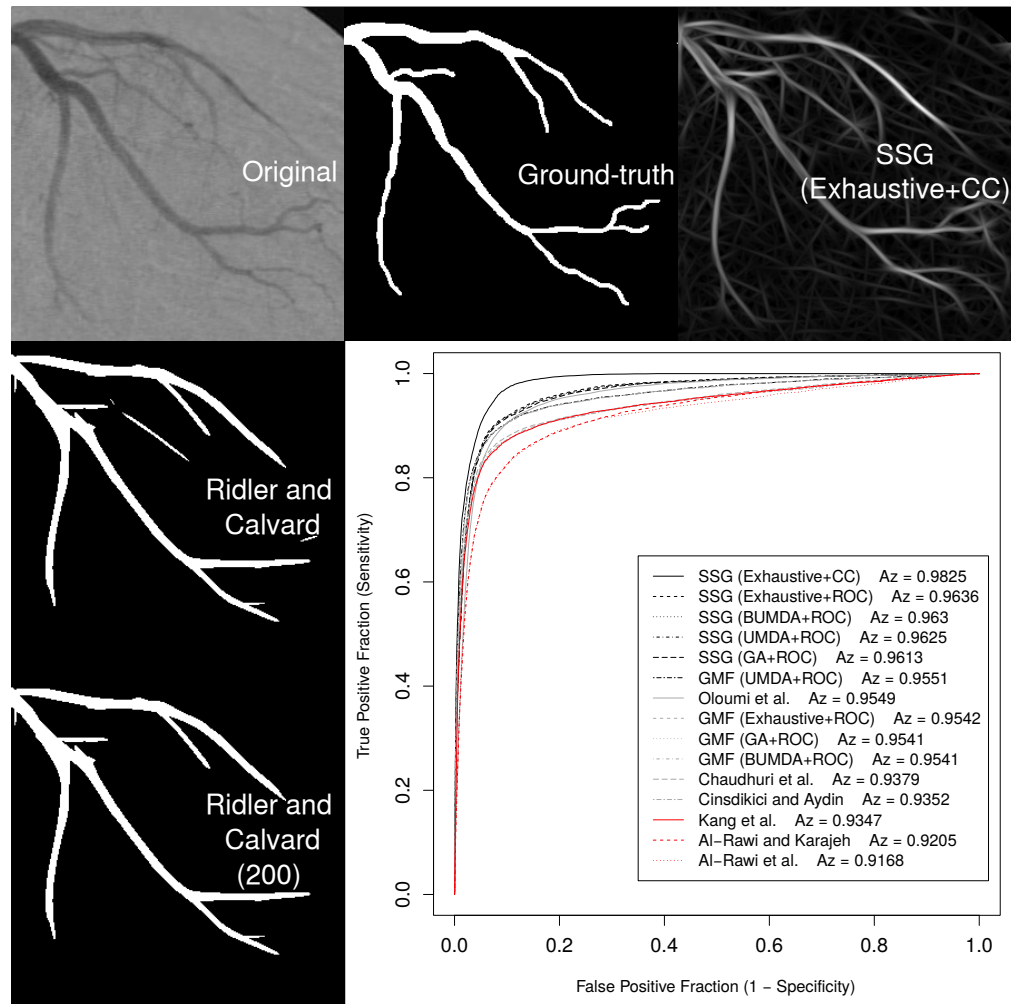 Original
Ground-truth
SSG
(Exhaustive+CC)
Ridler and
Calvard
Ridler and
Calvard
(200)
True Positive Fraction (Sensitivity)
1.0
0.8
0.6
0.4
0.2
0.0
SSG (Exhaustive+CC) Az = 0.9825
SSG (Exhaustive+ROC) Az = 0.9636
SSG (BUMDA+ROC) Az = 0.963
SSG (UMDA+ROC) Az = 0.9625
SSG (GA+ROC) Az = 0.9613
GMF (UMDA+ROC) Az = 0.9551
Oloumi et al. Az = 0.9549
GMF (Exhaustive+ROC) Az = 0.9542
GMF (GA+ROC) Az = 0.9541
GMF (BUMDA+ROC) Az = 0.9541
Chaudhuri et al. Az = 0.9379
Cinsdikici and Aydin Az = 0.9352
Kang et al. Az = 0.9347
Al−Rawi and Karajeh Az = 0.9205
Al−Rawi et al. Az = 0.9168
0.0 0.2 0.4 0.6 0.8 1.0
False Positive Fraction (1 − Specificity)